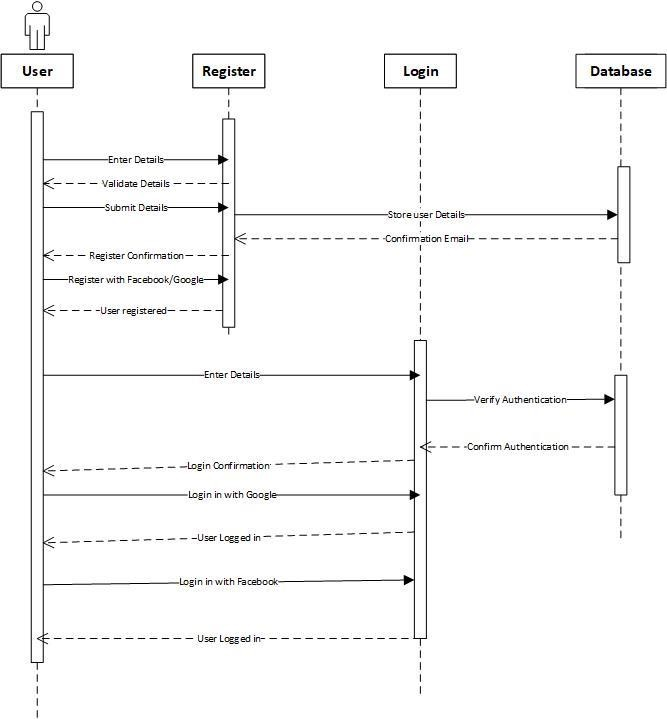 User
Register
Login
Database
Enter Details
Validate Details
Submit Details
Store user Details
Confirmation Email
Register Confirmation
Register with Facebook/Google
User registered
Enter Details
Verify Authentication
Confirm Authentication
Login Confirmation
Login in with Google
User Logged in
Login in with Facebook
User Logged in